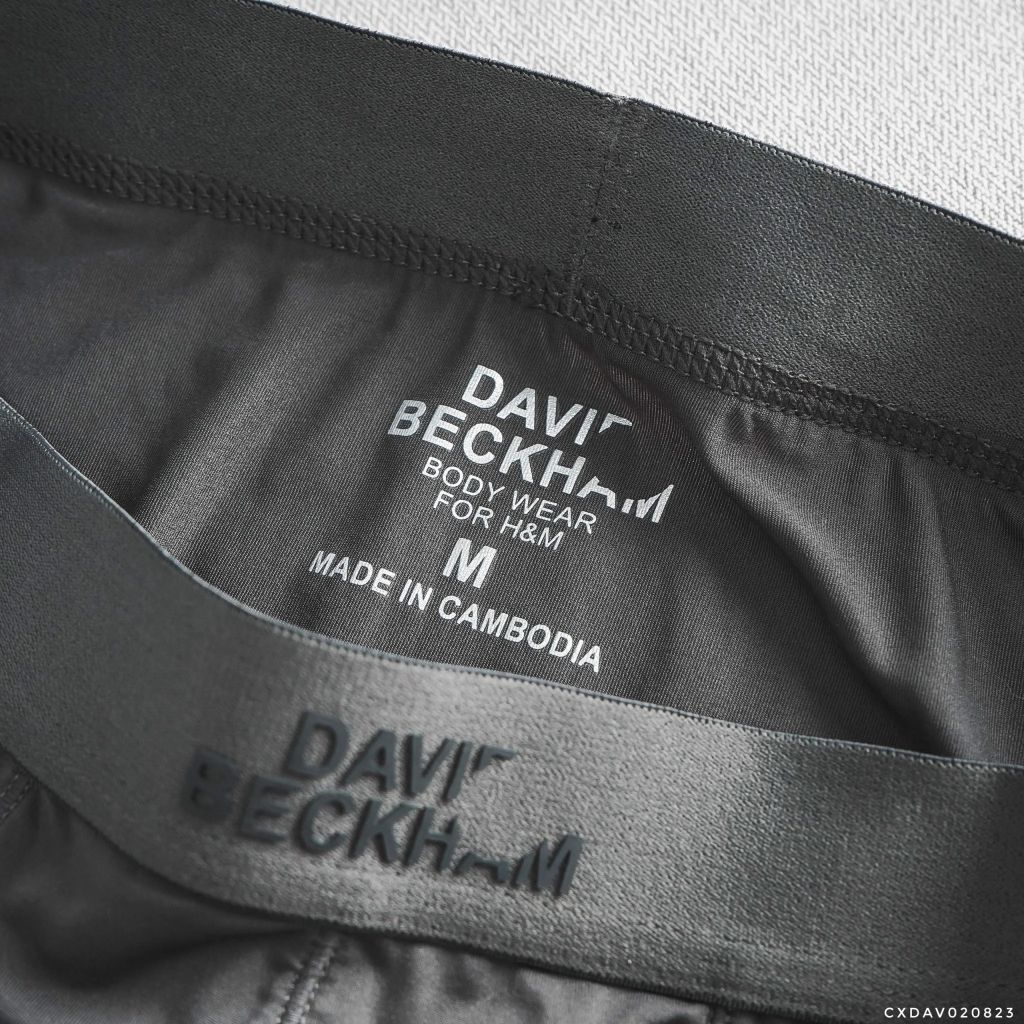 DAVID
BECKHAM
BODY WEAR
FOR H&M
M
MADE IN CAMBODIA
DAVID
BECKHAM
CXDAV020823